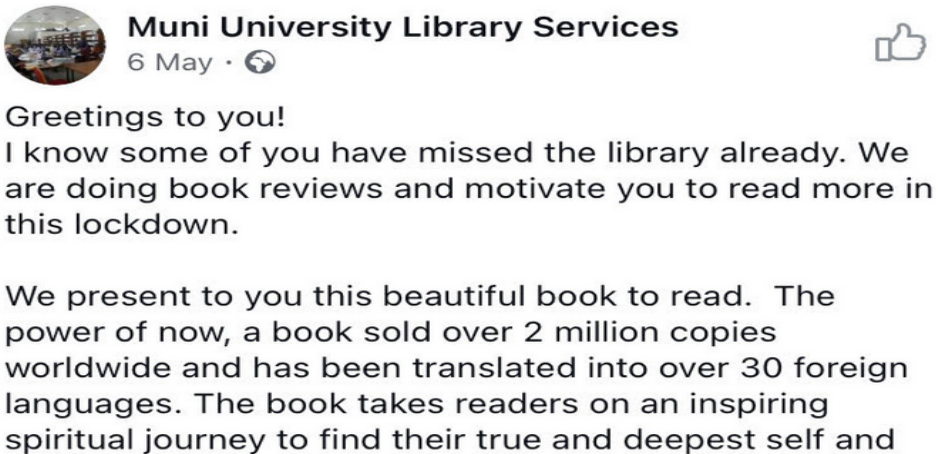 Muni University Library Services
6 May ·
Greetings to you!
I know some of you have missed the library already. We
are doing book reviews and motivate you to read more in
this lockdown.
We present to you this beautiful book to read.  The
power of now, a book sold over 2 million copies
worldwide and has been translated into over 30 foreign
languages. The book takes readers on an inspiring
spiritual journey to find their true and deepest self and